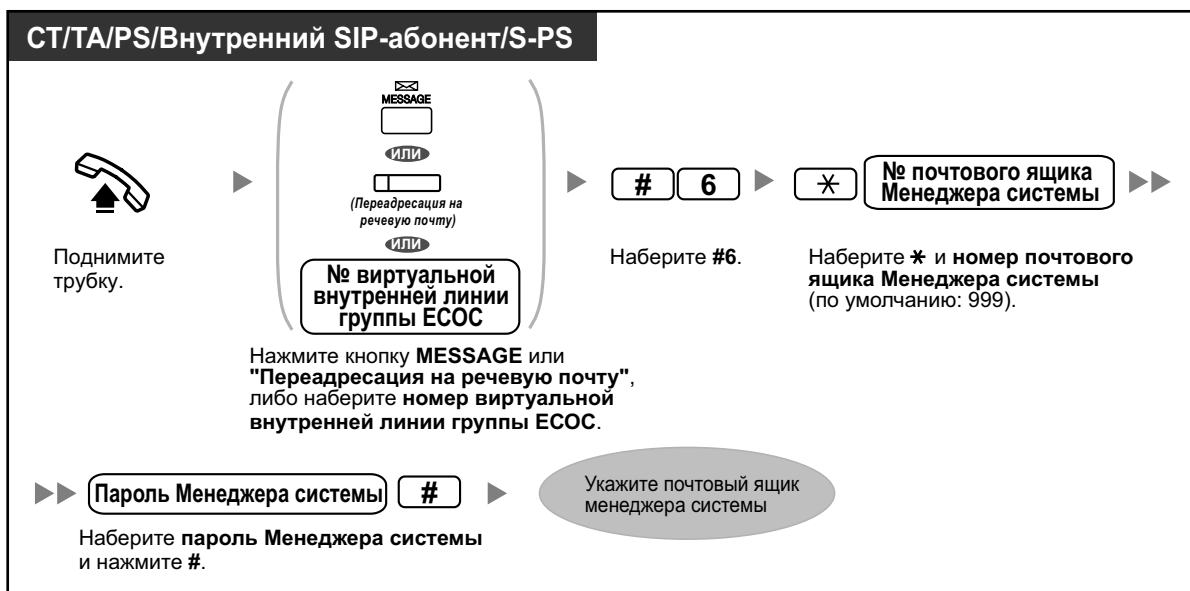 СТ/ТА/PS/Внутренний SIP-абонент/S-PS
MESSAGE
ИЛИ
(Переадресация на
речевую почту)
ИЛИ
№ виртуальной
внутренней линии
группы ЕСОС
# 6
✱ № почтового ящика
Менеджера системы
Поднимите
трубку.
Нажмите кнопку MESSAGE или
"Переадресация на речевую почту",
либо наберите номер виртуальной
внутренней линии группы ЕСОС.
Наберите #6.
Наберите ✱ и номер почтового
ящика Менеджера системы
(по умолчанию: 999).
Пароль Менеджера системы #
Наберите пароль Менеджера системы
и нажмите #.
Укажите почтовый ящик
менеджера системы